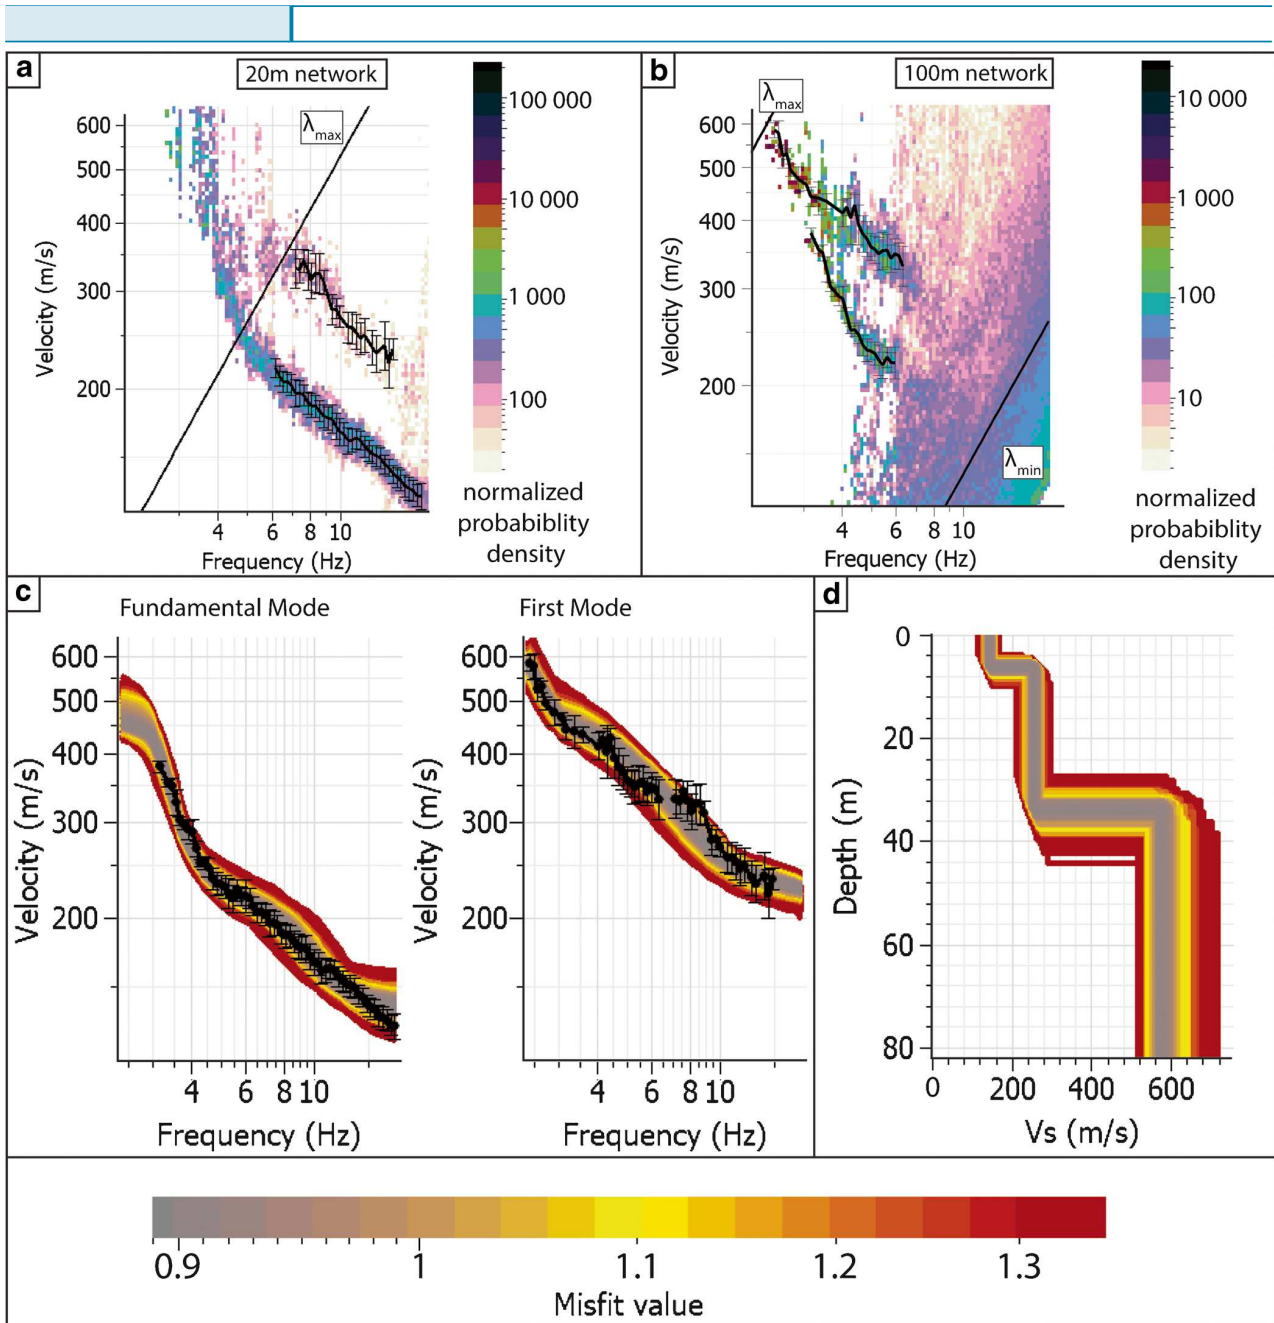 a
20m network
λmax
600
500
400
300
200
Velocity (m/s)
4 6 8 10
Frequency (Hz)
100 000
10 000
1 000
100
normalized
probabiblity
density
b
100m network
λmax
600
500
400
300
200
Velocity (m/s)
λmin
4 6 8 10
Frequency (Hz)
10 000
1 000
100
10
normalized
probabiblity
density
c
Fundamental Mode
600
500
400
300
200
Velocity (m/s)
4 6 8 10
Frequency (Hz)
First Mode
600
500
400
300
200
Velocity (m/s)
4 6 8 10
Frequency (Hz)
d
0
20
40
60
80
Depth (m)
0 200 400 600
Vs (m/s)
0.9 1 1.1 1.2 1.3
Misfit value